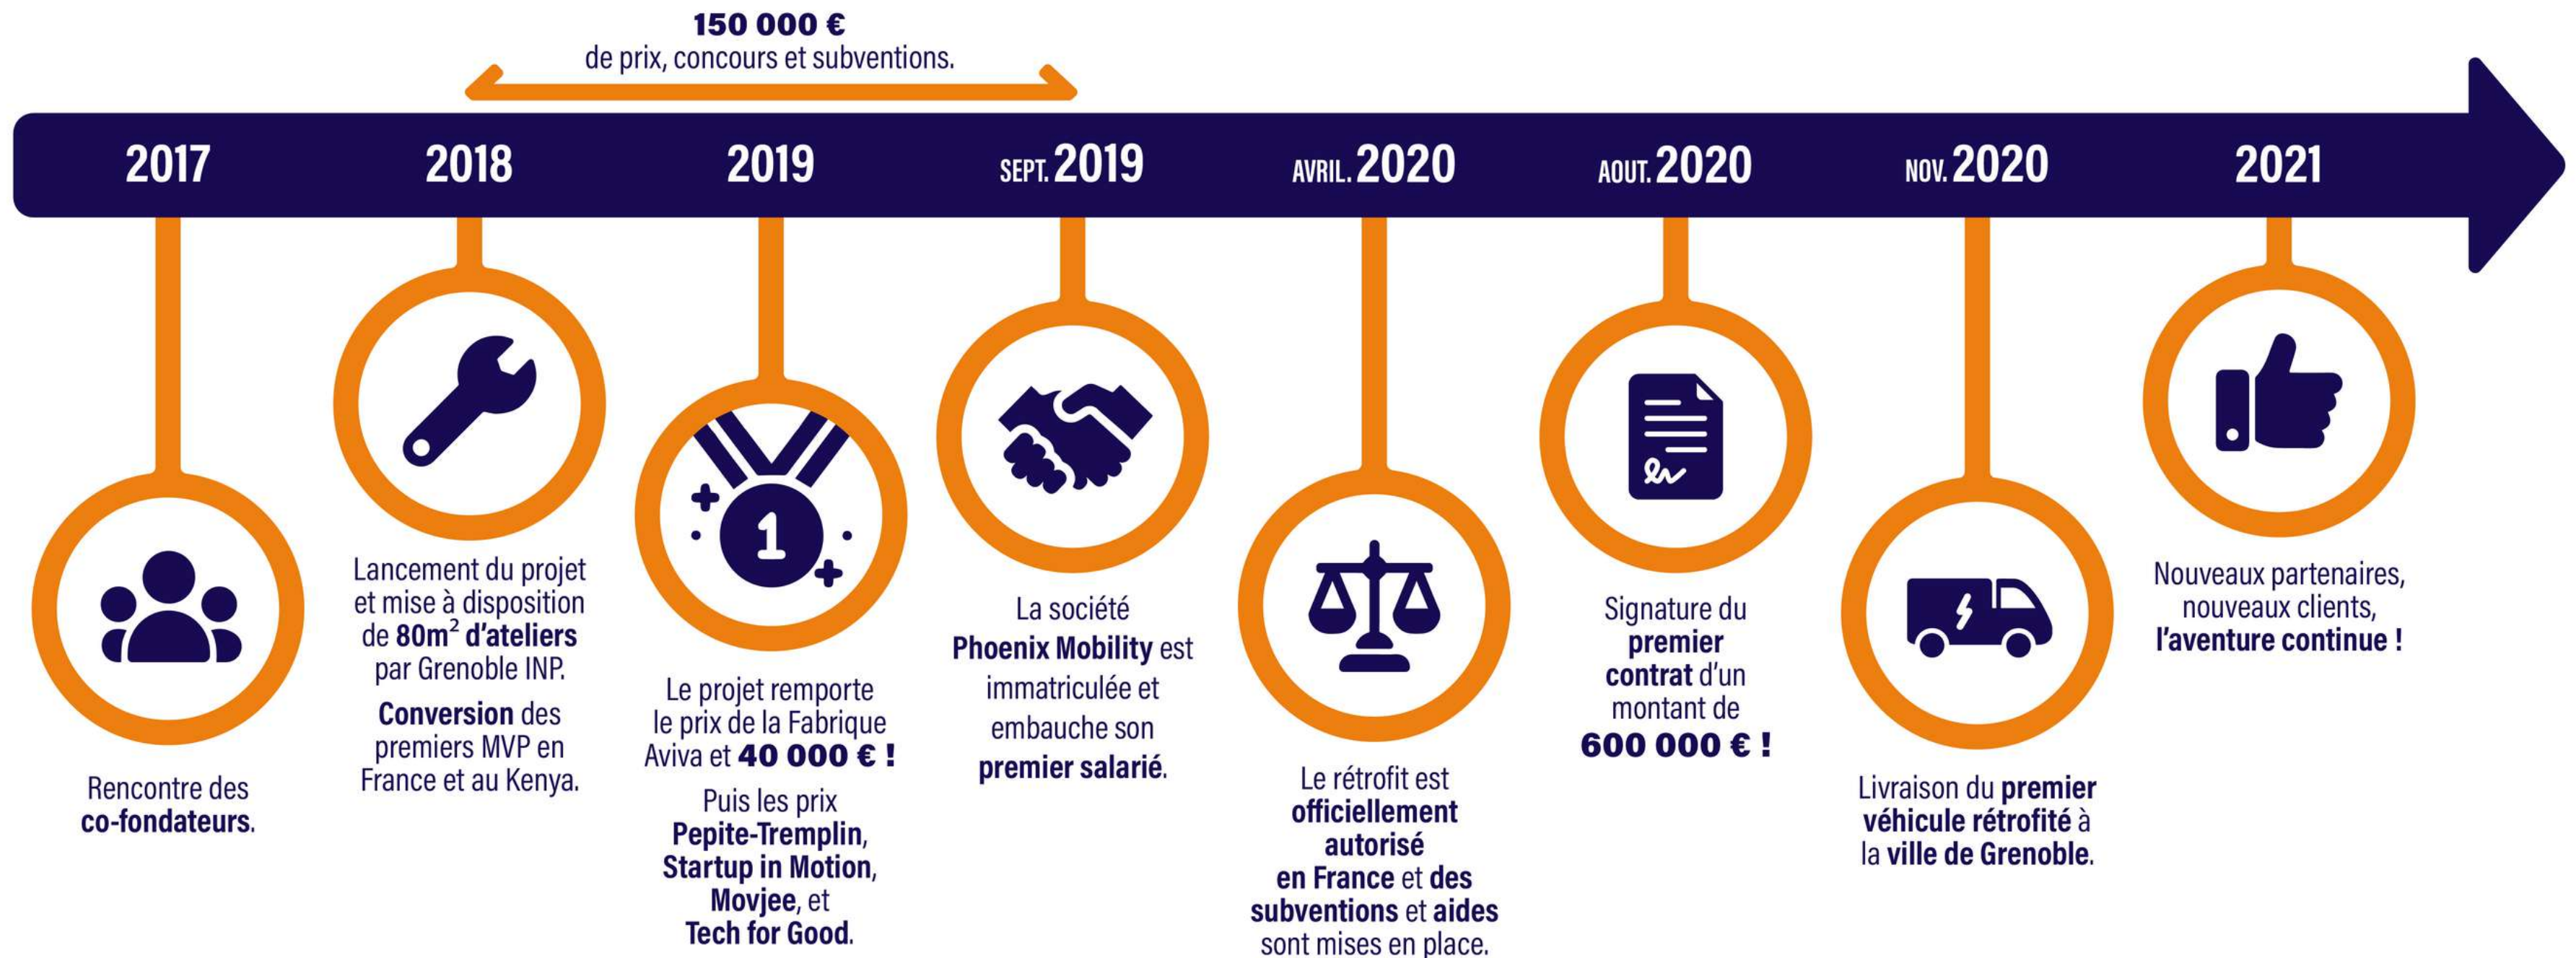 150 000 €
de prix, concours et subventions.
2017
2018
2019
SEPT. 2019
AVRIL. 2020
AOUT. 2020
NOV. 2020
2021
Rencontre des
co-fondateurs.
Lancement du projet
et mise à disposition
de 80m² d'ateliers
par Grenoble INP.
Conversion des
premiers MVP en
France et au Kenya.
1
Le projet remporte
le prix de la Fabrique
Aviva et 40 000 € !
Puis les prix
Pepite-Tremplin,
Startup in Motion,
Movjee, et
Tech for Good.
La société
Phoenix Mobility est
immatriculée et
embauche son
premier salarié.
Le rétrofit est
officiellement
autorisé
en France et des
subventions et aides
sont mises en place.
Signature du
premier
contrat d'un
montant de
600 000 € !
Livraison du premier
véhicule rétrofité à
la ville de Grenoble.
Nouveaux partenaires,
nouveaux clients,
l'aventure continue !